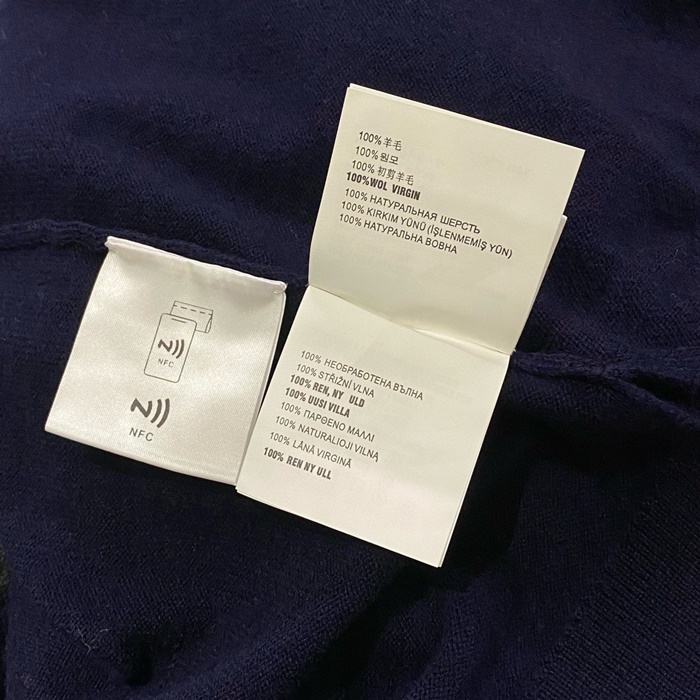 100%羊毛
100%원모
100%初剪羊毛
100%WOL VIRGIN
100% НАТУРАЛЬНАЯ ШЕРСТЬ
100% KIRKIM YÜNÜ (İŞLENMEMİŞ YÜN)
100% НАТУРАЛЬНА ВОВНА
100% НЕОБРАБОТЕНА ВЪЛНА
100% STŘIŽNÍ VLNA
100% REN, NY ULD
100% UUSI VILLA
100% ΠΑΡΘΕΝΟ ΜΑΛΛΙ
100% NATURALIOJI VILNĄ
100% LÂNĂ VIRGINĂ
100% REN NY ULL
NFC
NFC